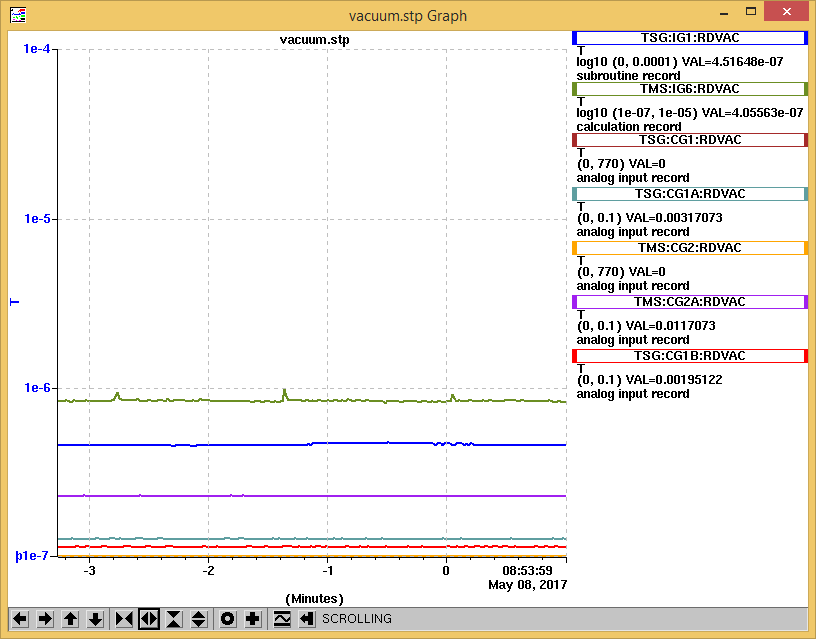 vacuum.stp Graph
vacuum.stp
1e-4
1e-5
T
1e-6
1e-7
-3
-2
-1
0
08:53:59
May 08, 2017
(Minutes)
TSG:IG1:RDVAC
T
log10 (0, 0.0001) VAL=4.51648e-07
subroutine record
TMS:IG6:RDVAC
T
log10 (1e-07, 1e-05) VAL=4.05563e-07
calculation record
TSG:CG1:RDVAC
T
(0, 770) VAL=0
analog input record
TSG:CG1A:RDVAC
T
(0, 0.1) VAL=0.00317073
analog input record
TMS:CG2:RDVAC
T
(0, 770) VAL=0
analog input record
TMS:CG2A:RDVAC
T
(0, 0.1) VAL=0.0117073
analog input record
TSG:CG1B:RDVAC
T
(0, 0.1) VAL=0.00195122
analog input record
SCROLLING